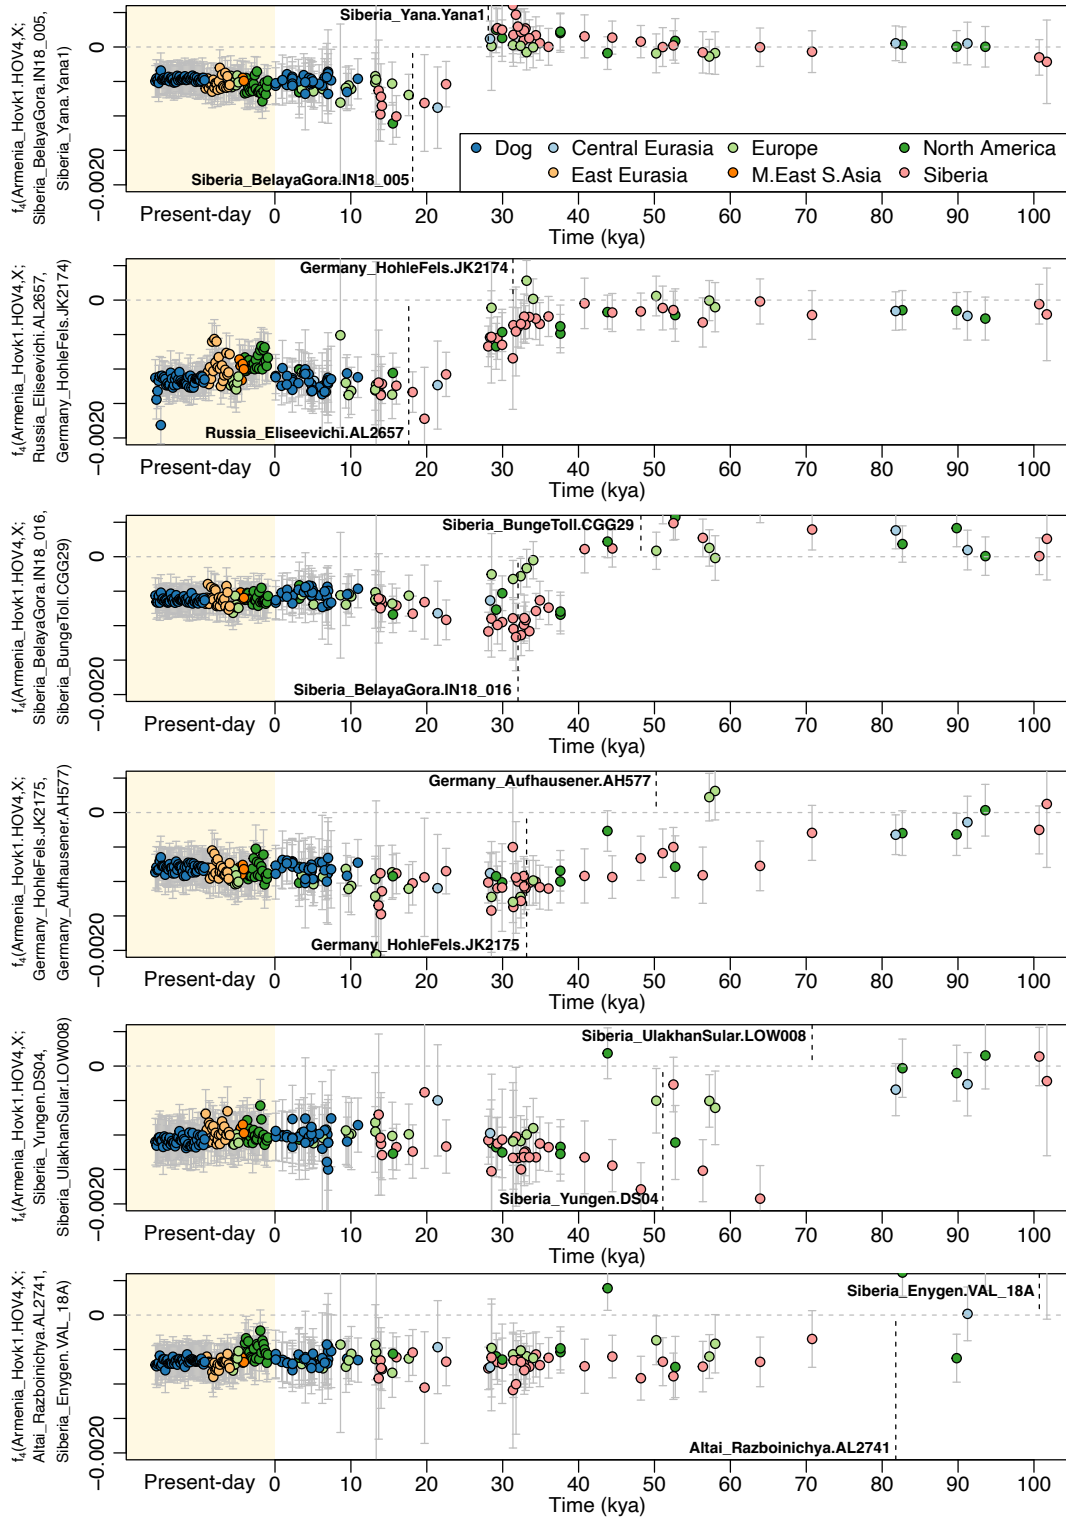 f₄(Armenia_Hovk1.HOV4,X;
Siberia_BelayaGora.IN18_005,
Siberia_Yana.Yana1)
0
−0.0020
Siberia_Yana.Yana1
Siberia_BelayaGora.IN18_005
Dog
Central Eurasia
Europe
North America
East Eurasia
M.East S.Asia
Siberia
Present-day 0 10 20 30 40 50 60 70 80 90 100
Time (kya)
f₄(Armenia_Hovk1.HOV4,X;
Russia_Eliseevichi.AL2657,
Germany_HohleFels.JK2174)
0
−0.0020
Germany_HohleFels.JK2174
Russia_Eliseevichi.AL2657
Present-day 0 10 20 30 40 50 60 70 80 90 100
Time (kya)
f₄(Armenia_Hovk1.HOV4,X;
Siberia_BelayaGora.IN18_016,
Siberia_BungeToll.CGG29)
0
−0.0020
Siberia_BungeToll.CGG29
Siberia_BelayaGora.IN18_016
Present-day 0 10 20 30 40 50 60 70 80 90 100
Time (kya)
f₄(Armenia_Hovk1.HOV4,X;
Germany_HohleFels.JK2175,
Germany_Aufhausener.AH577)
0
−0.0020
Germany_Aufhausener.AH577
Germany_HohleFels.JK2175
Present-day 0 10 20 30 40 50 60 70 80 90 100
Time (kya)
f₄(Armenia_Hovk1.HOV4,X;
Siberia_Yungen.DS04,
Siberia_UlakhanSular.LOW008)
0
−0.0020
Siberia_UlakhanSular.LOW008
Siberia_Yungen.DS04
Present-day 0 10 20 30 40 50 60 70 80 90 100
Time (kya)
f₄(Armenia_Hovk1.HOV4,X;
Altai_Razboinichya.AL2741,
Siberia_Enygen.VAL_18A)
0
−0.0020
Siberia_Enygen.VAL_18A
Altai_Razboinichya.AL2741
Present-day 0 10 20 30 40 50 60 70 80 90 100
Time (kya)